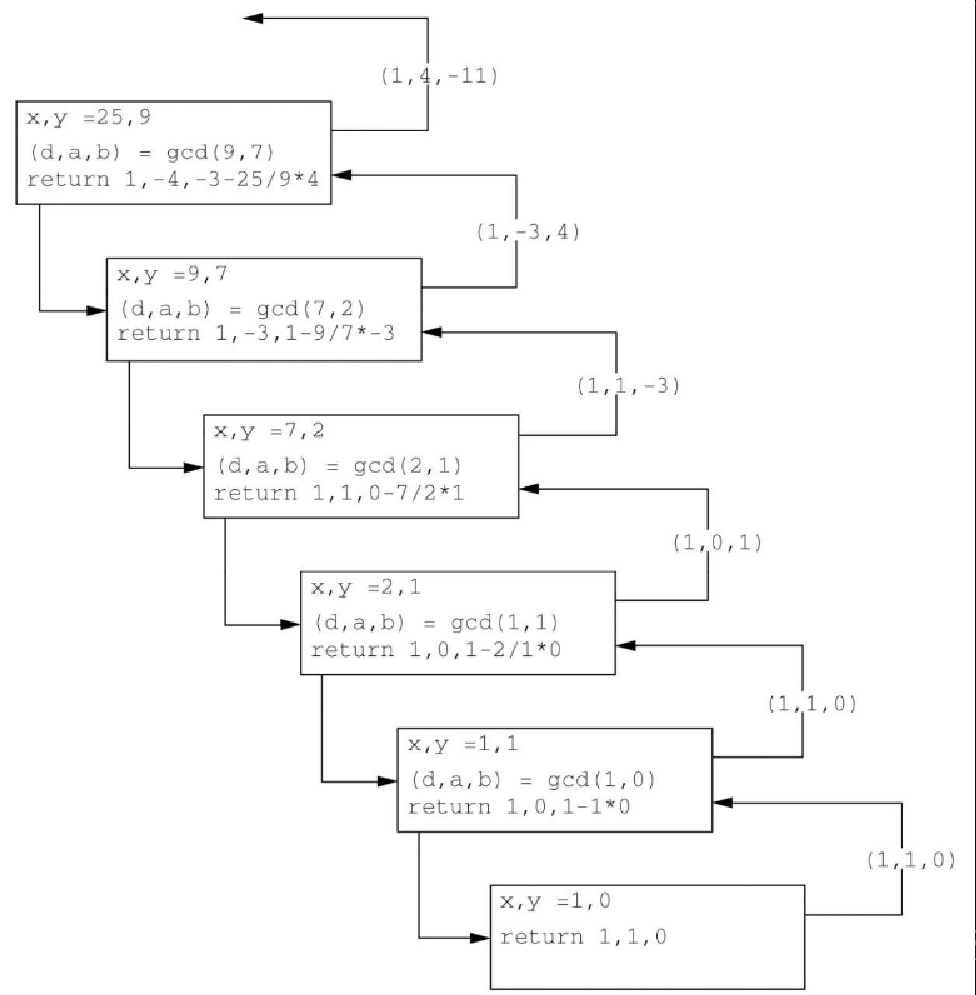 (1,4,-11)
x,y =25,9
(d,a,b) = gcd(9,7)
return 1,-4,-3-25/9*4
(1,-3,4)
x,y =9,7
(d,a,b) = gcd(7,2)
return 1,-3,1-9/7*-3
(1,1,-3)
x,y =7,2
(d,a,b) = gcd(2,1)
return 1,1,0-7/2*1
(1,0,1)
x,y =2,1
(d,a,b) = gcd(1,1)
return 1,0,1-2/1*0
(1,1,0)
x,y =1,1
(d,a,b) = gcd(1,0)
return 1,0,1-1*0
(1,1,0)
x,y =1,0
return 1,1,0